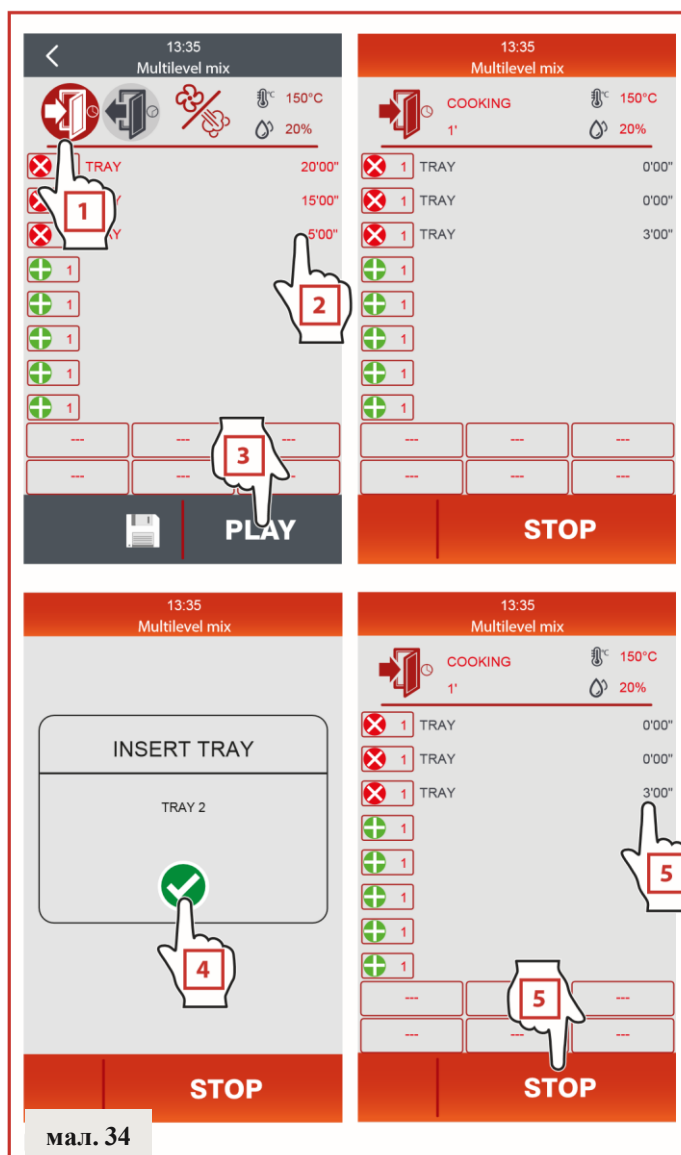 13:35
Multilevel mix
150°C
20%
TRAY 20'00"
15'00"
5'00"
1
1
1
1
1
--- --- ---
--- ---
PLAY
1
2
3
13:35
Multilevel mix
COOKING 150°C
1' 20%
1 TRAY 0'00"
1 TRAY 0'00"
1 TRAY 3'00"
1
1
1
1
1
--- --- ---
--- --- ---
STOP
13:35
Multilevel mix
INSERT TRAY
TRAY 2
4
STOP
13:35
Multilevel mix
COOKING 150°C
1' 20%
1 TRAY 0'00"
1 TRAY 0'00"
1 TRAY 3'00"
1
1
1
1
1
--- ---
--- --- ---
5
5
STOP
мал. 34